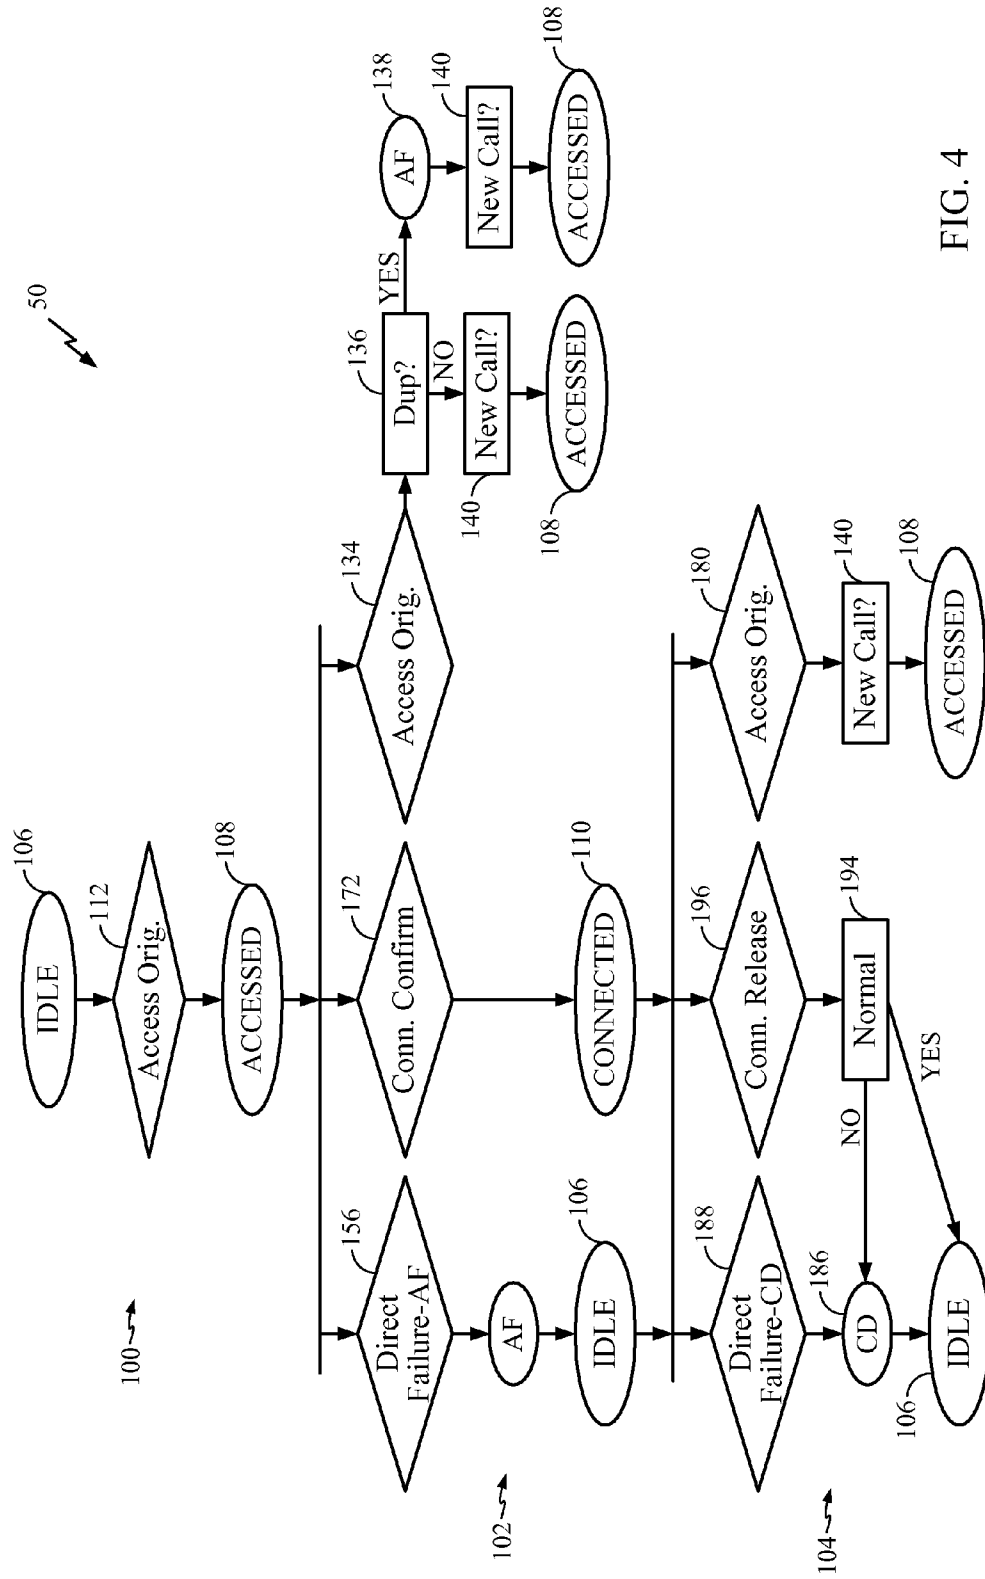 50
100
IDLE
106
112
Access Orig.
ACCESSED
108
156
Direct
Failure-AF
172
Conn. Confirm
134
Access Orig.
136
Dup?
YES
138
AF
NO
140
New Call?
140
New Call?
108
ACCESSED
108
ACCESSED
102
AF
106
IDLE
110
CONNECTED
188
Direct
Failure-CD
196
Conn. Release
180
Access Orig.
104
186
CD
NO
194
Normal
YES
140
New Call?
106
IDLE
108
ACCESSED
FIG. 4